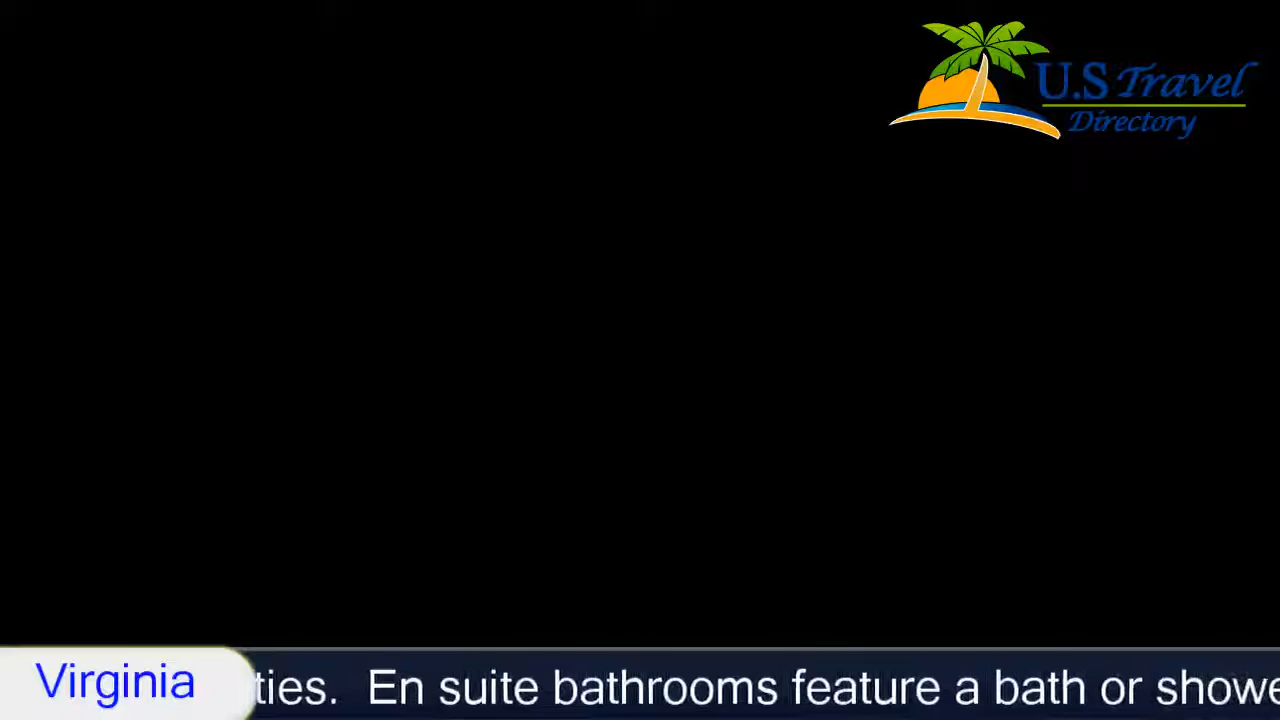 U.S Travel
Directory
Virginia
ties. En suite bathrooms feature a bath or showe